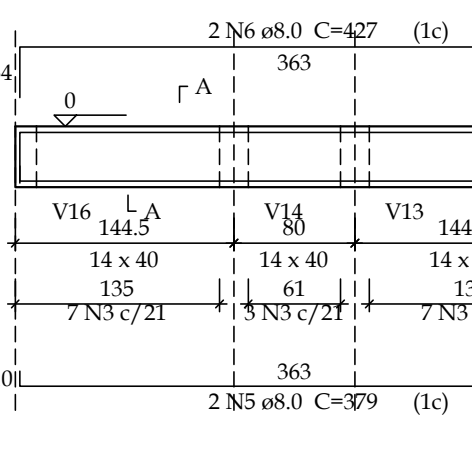 2 N6 ø8.0 C=427 (1c)
363
4
A
0
V16 A V14 V13
144.5 80 144
14 x 40 14 x 40 14 x
135 61 13
7 N3 c/21 3 N3 c/21 7 N3
0
363
2 N5 ø8.0 C=379 (1c)